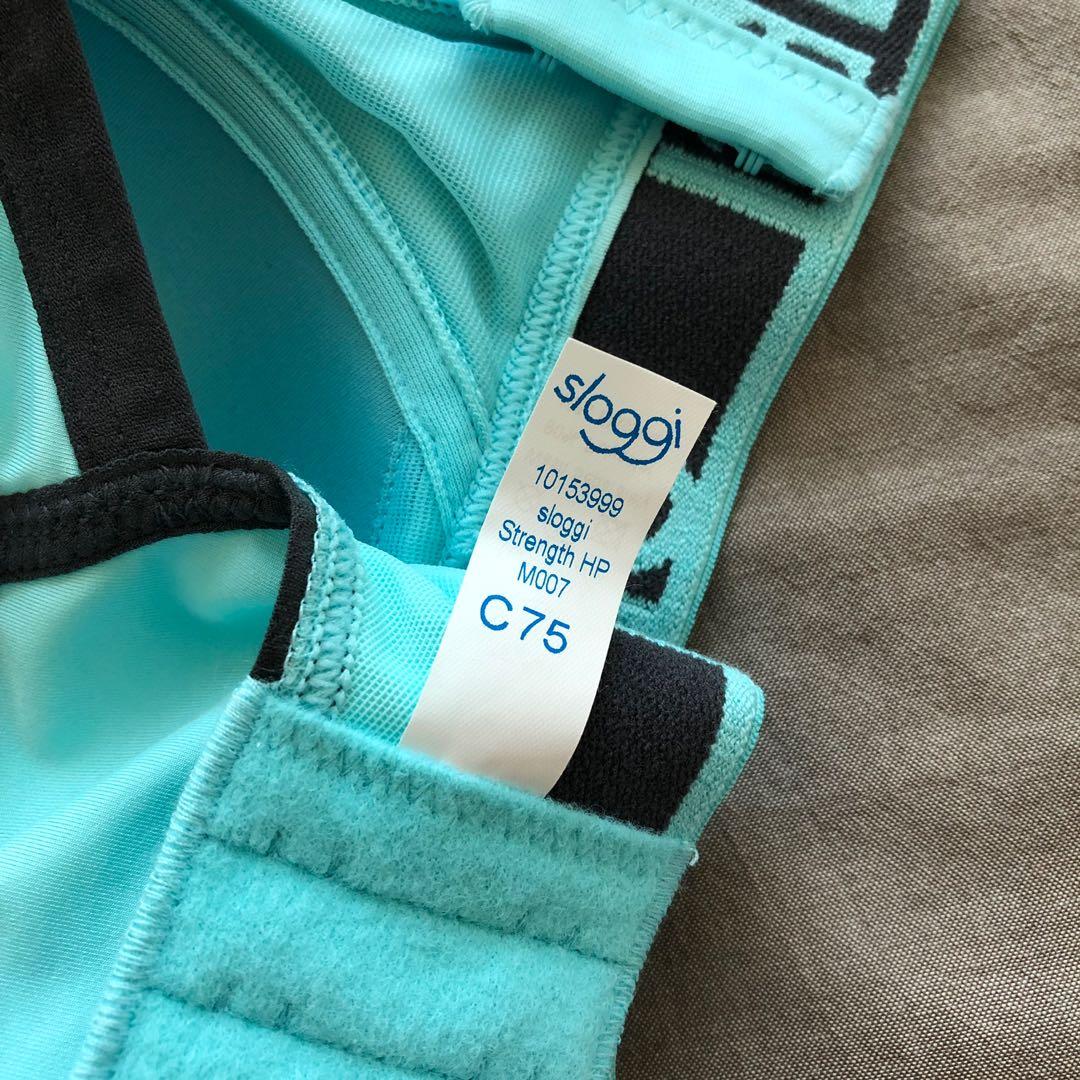 sloggi
10153999
sloggi
Strength HP
M007
C75